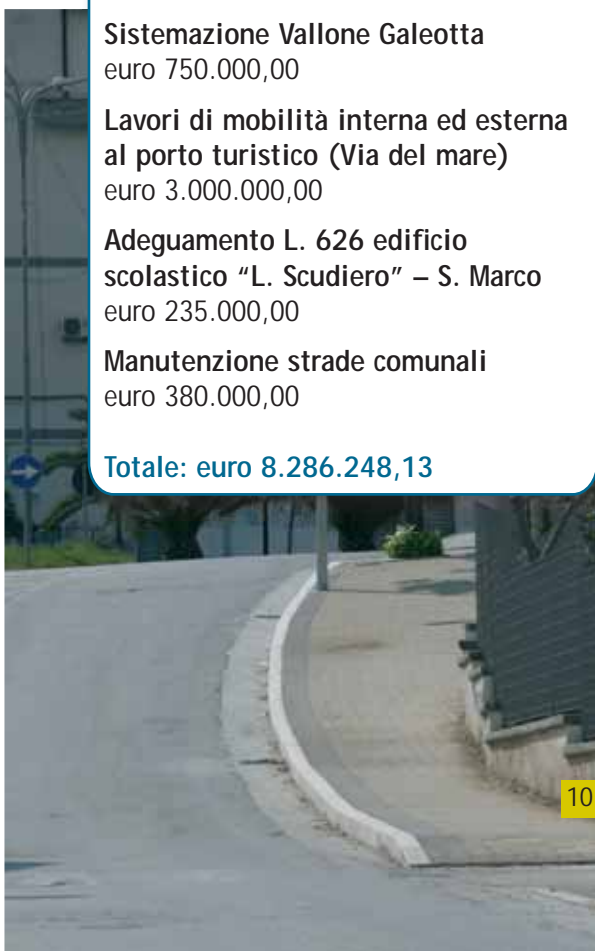 Sistemazione Vallone Galeotta
euro 750.000,00
Lavori di mobilità interna ed esterna
al porto turistico (Via del mare)
euro 3.000.000,00
Adeguamento L. 626 edificio
scolastico “L. Scudiero” – S. Marco
euro 235.000,00
Manutenzione strade comunali
euro 380.000,00
Totale: euro 8.286.248,13
10